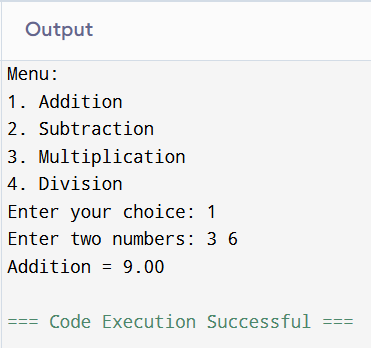 Output
Menu:
1. Addition
2. Subtraction
3. Multiplication
4. Division
Enter your choice: 1
Enter two numbers: 3 6
Addition = 9.00
=== Code Execution Successful ===